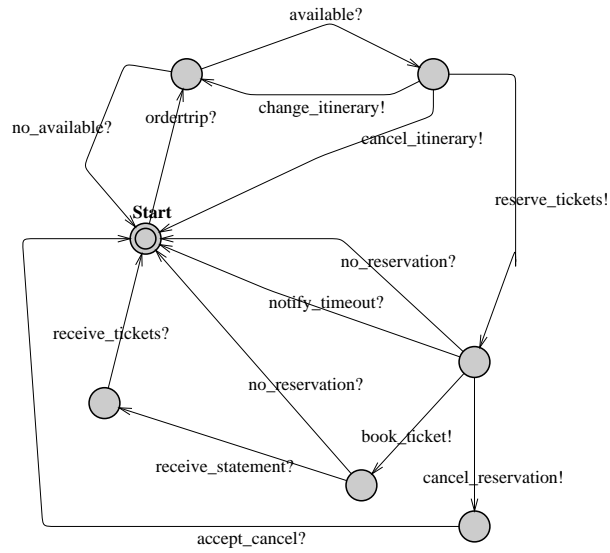 available?
change_itinerary!
ordertrip?
no_available?
cancel_itinerary!
reserve_tickets!
Start
no_reservation?
notify_timeout?
receive_tickets?
no_reservation?
book_ticket!
receive_statement?
cancel_reservation!
accept_cancel?